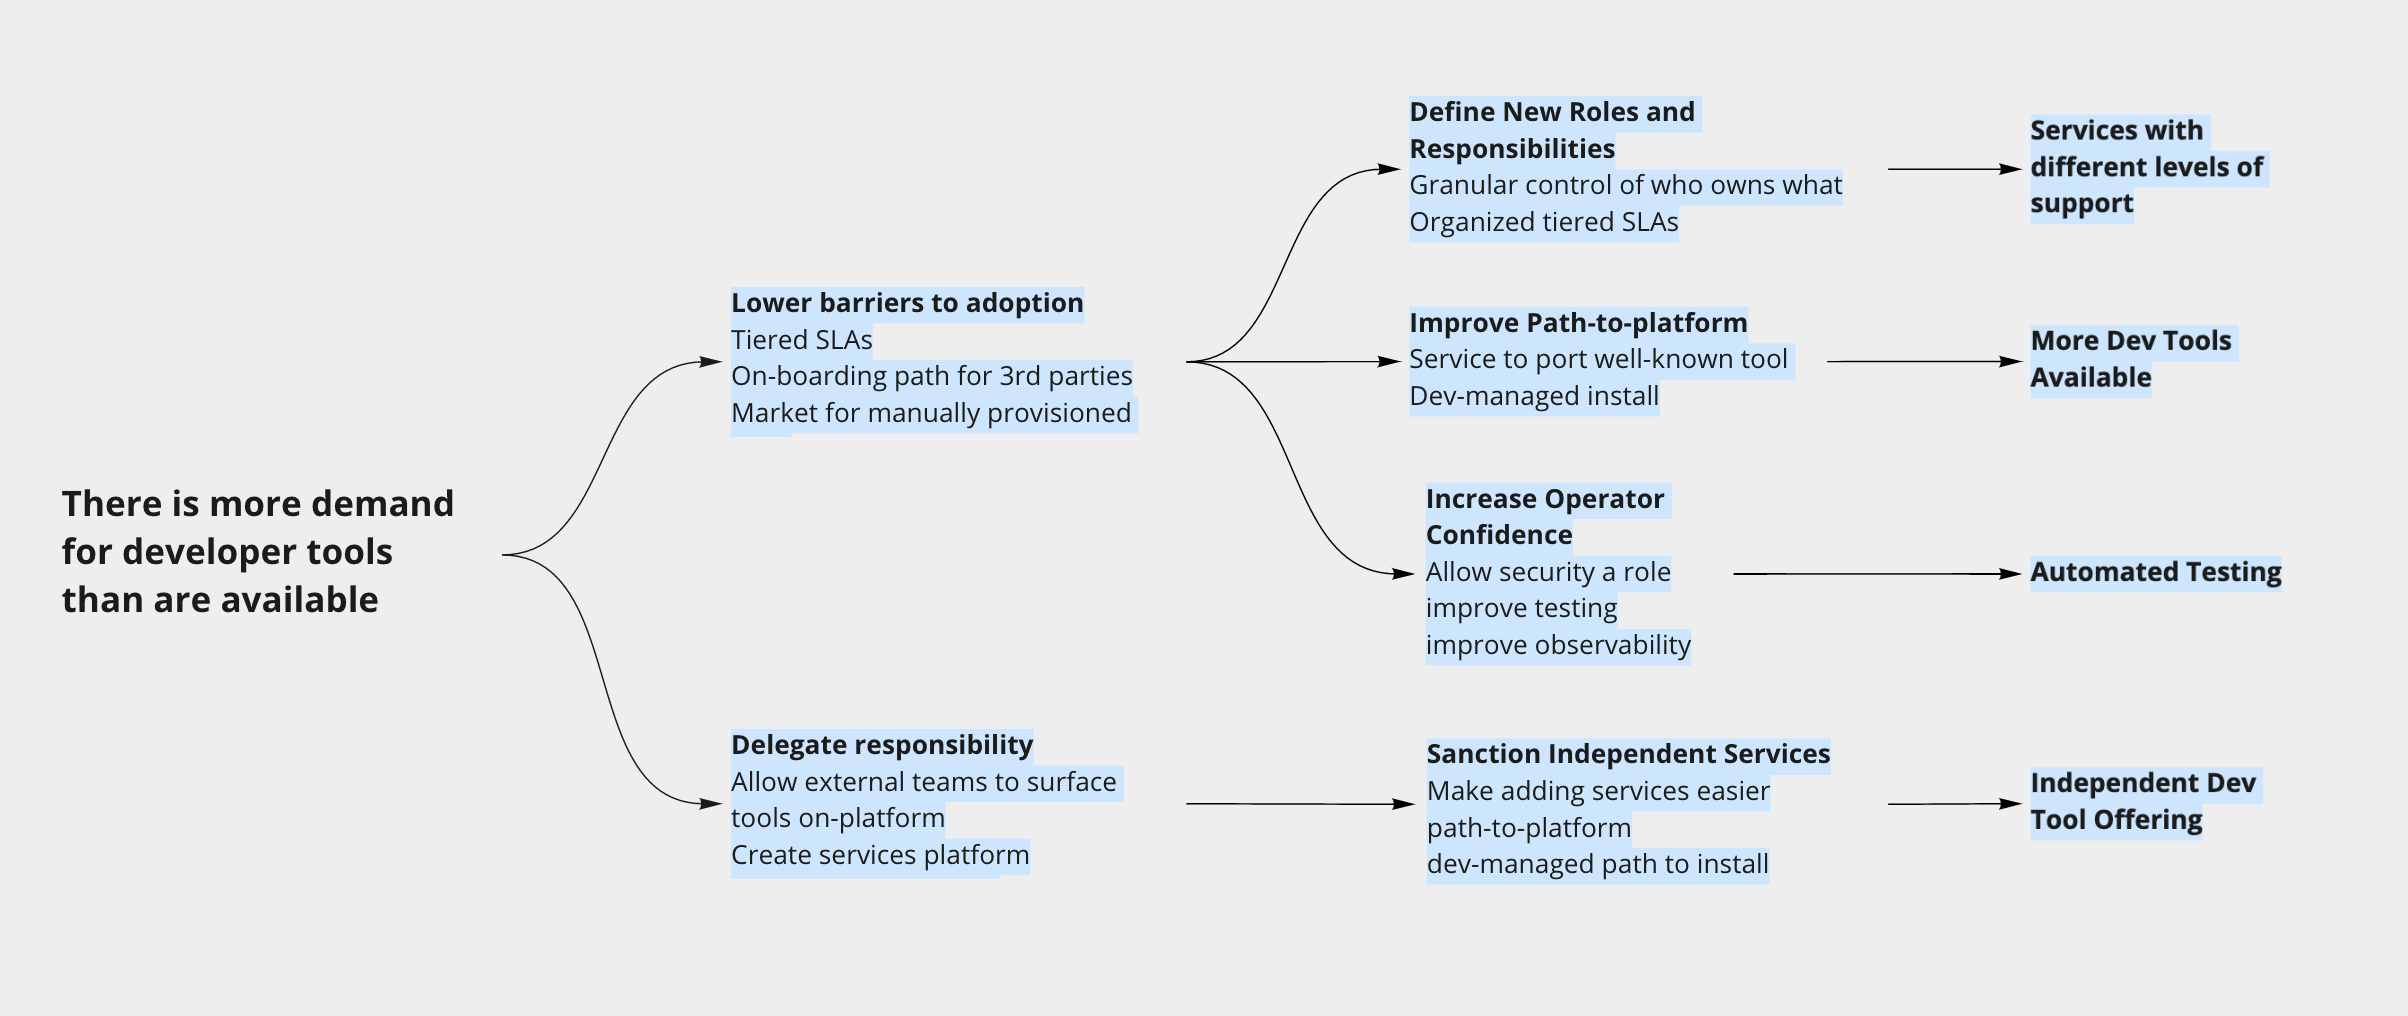 There is more demand
for developer tools
than are available
Lower barriers to adoption
Tiered SLAs
On-boarding path for 3rd parties
Market for manually provisioned
Delegate responsibility
Allow external teams to surface
tools on-platform
Create services platform
Define New Roles and
Responsibilities
Granular control of who owns what
Organized tiered SLAs
Improve Path-to-platform
Service to port well-known tool
Dev-managed install
Increase Operator
Confidence
Allow security a role
improve testing
improve observability
Sanction Independent Services
Make adding services easier
path-to-platform
dev-managed path to install
Services with
different levels of
support
More Dev Tools
Available
Automated Testing
Independent Dev
Tool Offering